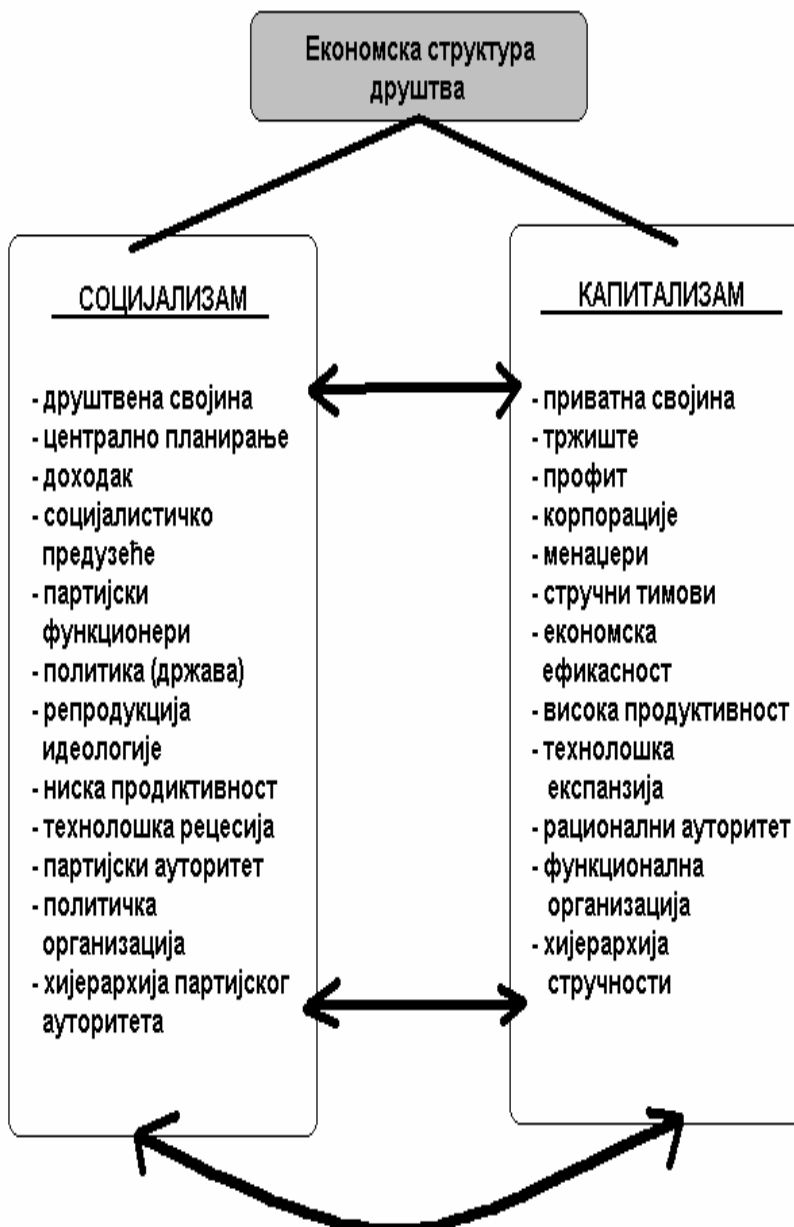 Економска структура
друштва
СОЦИЈАЛИЗАМ
- друштвена својина
- централно планирање
- доходак
- социјалистичко
предузеће
- партијски
функционери
- политика (држава)
- репродукција
идеологије
- ниска продиктивност
- технолошка рецесија
- партијски ауторитет
- политичка
организација
- хијерархија партијског
ауторитета
КАПИТАЛИЗАМ
- приватна својина
- тржиште
- профит
- корпорације
- менаџери
- стручни тимови
- економска
ефикасност
- висока продуктивност
- технолошка
експанзија
- рационални ауторитет
- функционална
организација
- хијерархија
стручности